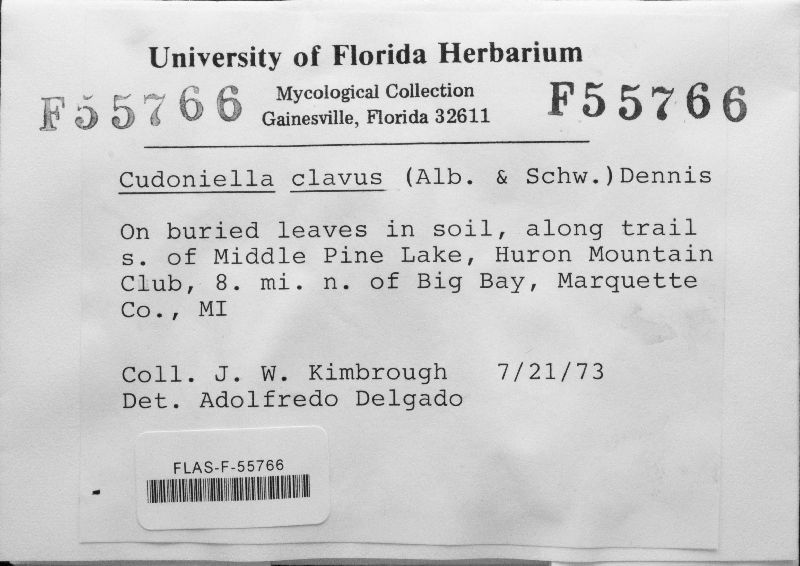 University of Florida Herbarium
F55766 Mycological Collection F55766
Gainesville, Florida 32611
Cudoniella clavus (Alb. & Schw.)Dennis
On buried leaves in soil, along trail
s. of Middle Pine Lake, Huron Mountain
Club, 8. mi. n. of Big Bay, Marquette
Co., MI
Coll. J. W. Kimbrough 7/21/73
Det. Adolfredo Delgado
FLAS-F-55766